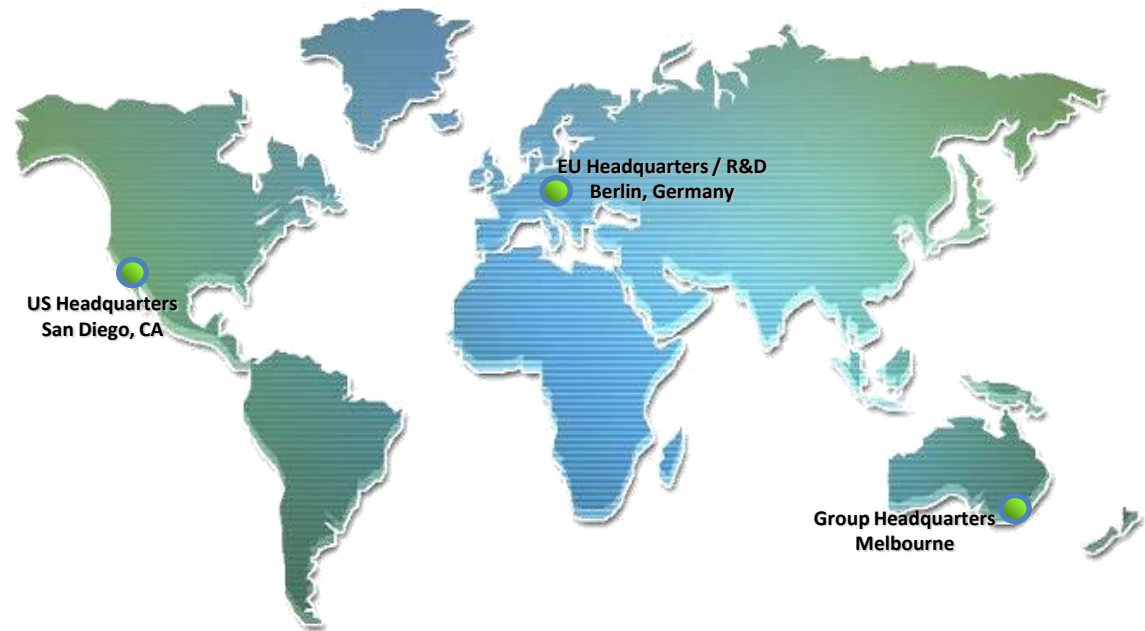 EU Headquarters / R&D
Berlin, Germany
US Headquarters
San Diego, CA
Group Headquarters
Melbourne